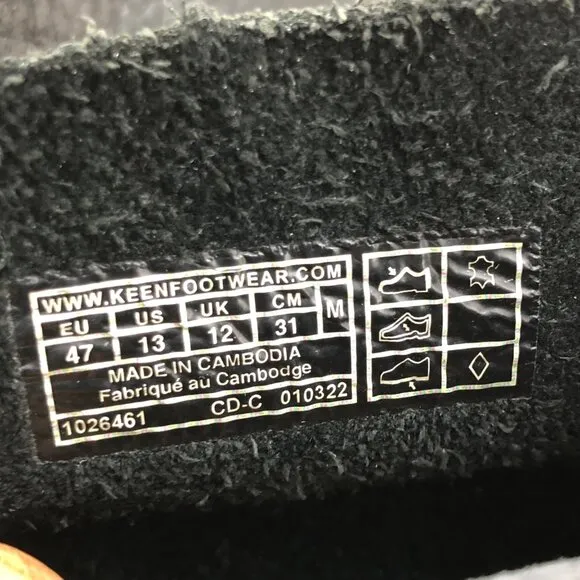 WWW.KEENFOOTWEAR.COM
EU US UK CM M
47 13 12 31
MADE IN CAMBODIA
Fabriqué au Cambodge
1026461 CD-C 010322